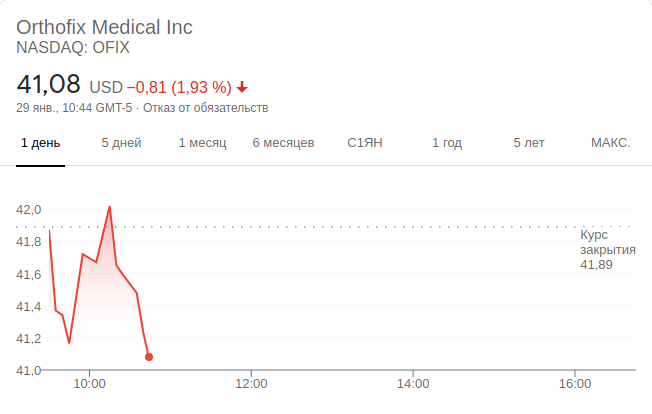 Orthofix Medical Inc
NASDAQ: OFIX
41,08 USD −0,81 (1,93 %)
29 янв., 10:44 GMT-5 · Отказ от обязательств
1 день 5 дней 1 месяц 6 месяцев С1ЯН 1 год 5 лет МАКС.
42,0
Курс
41,8
закрытия
41,89
41,6
41,4
41,2
41,0
10:00 12:00 14:00 16:00